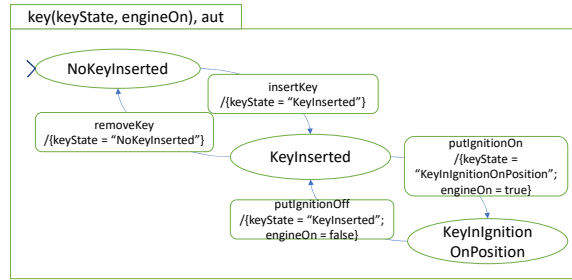 key(keyState, engineOn), aut
NoKeyInserted
insertKey
/{keyState = “KeyInserted”}
removeKey
/{keyState = “NoKeyInserted”}
KeyInserted
putIgnitionOn
/{keyState =
“KeyInIgnitionOnPosition”;
engineOn = true}
putIgnitionOff
/{keyState = “KeyInserted”;
engineOn = false}
KeyInIgnition
OnPosition